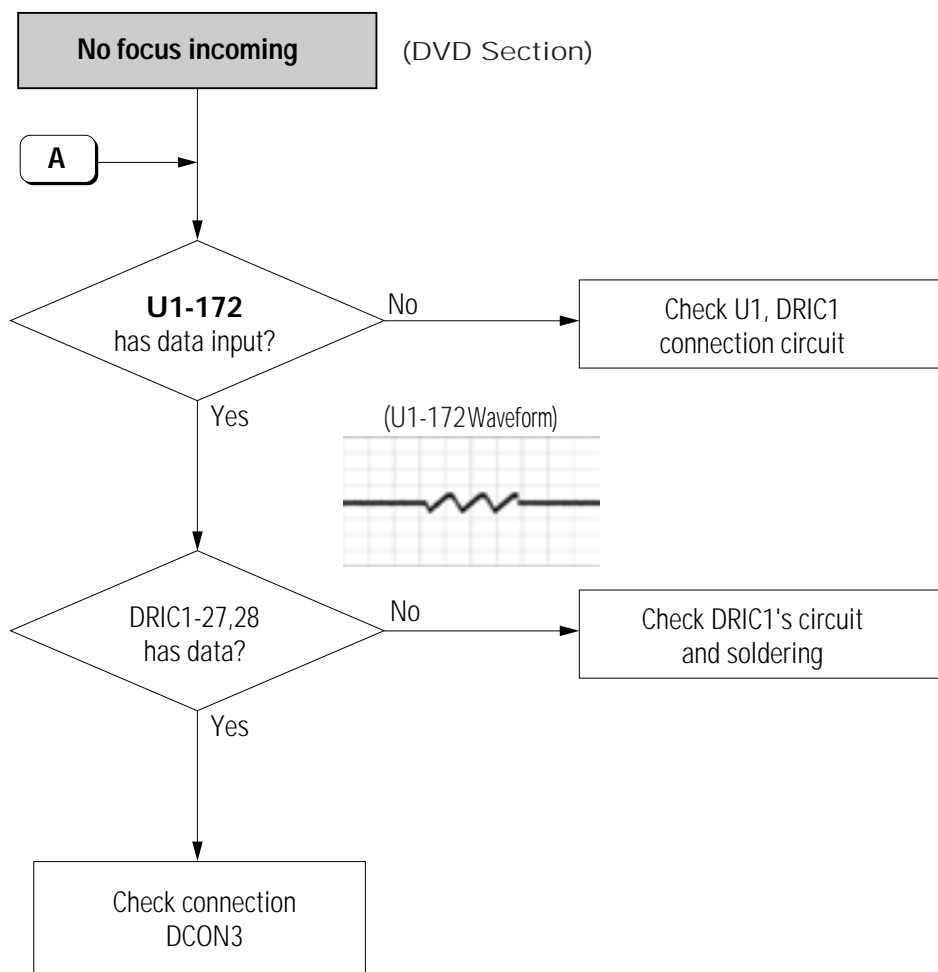 No focus incoming
(DVD Section)
A
U1-172
has data input?
No
Check U1, DRIC1
connection circuit
Yes
(U1-172Waveform)
DRIC1-27,28
has data?
No
Check DRIC1's circuit
and soldering
Yes
Check connection
DCON3